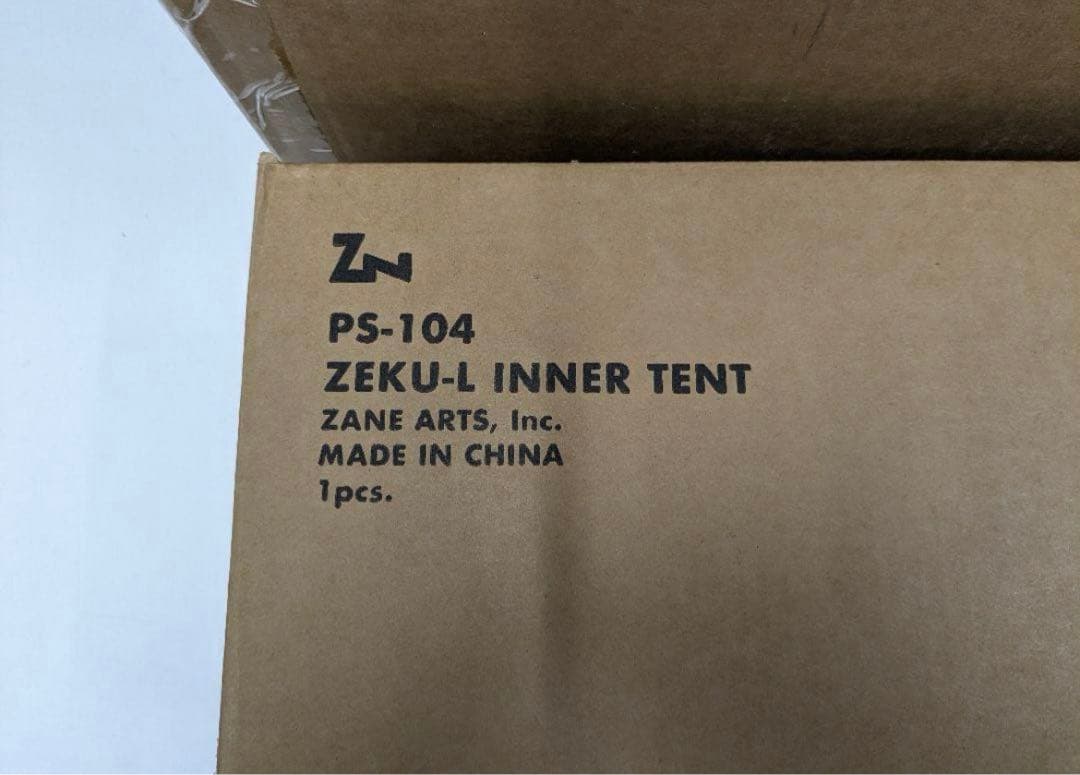 ZN
PS-104
ZEKU-L INNER TENT
ZANE ARTS, Inc.
MADE IN CHINA
1pcs.